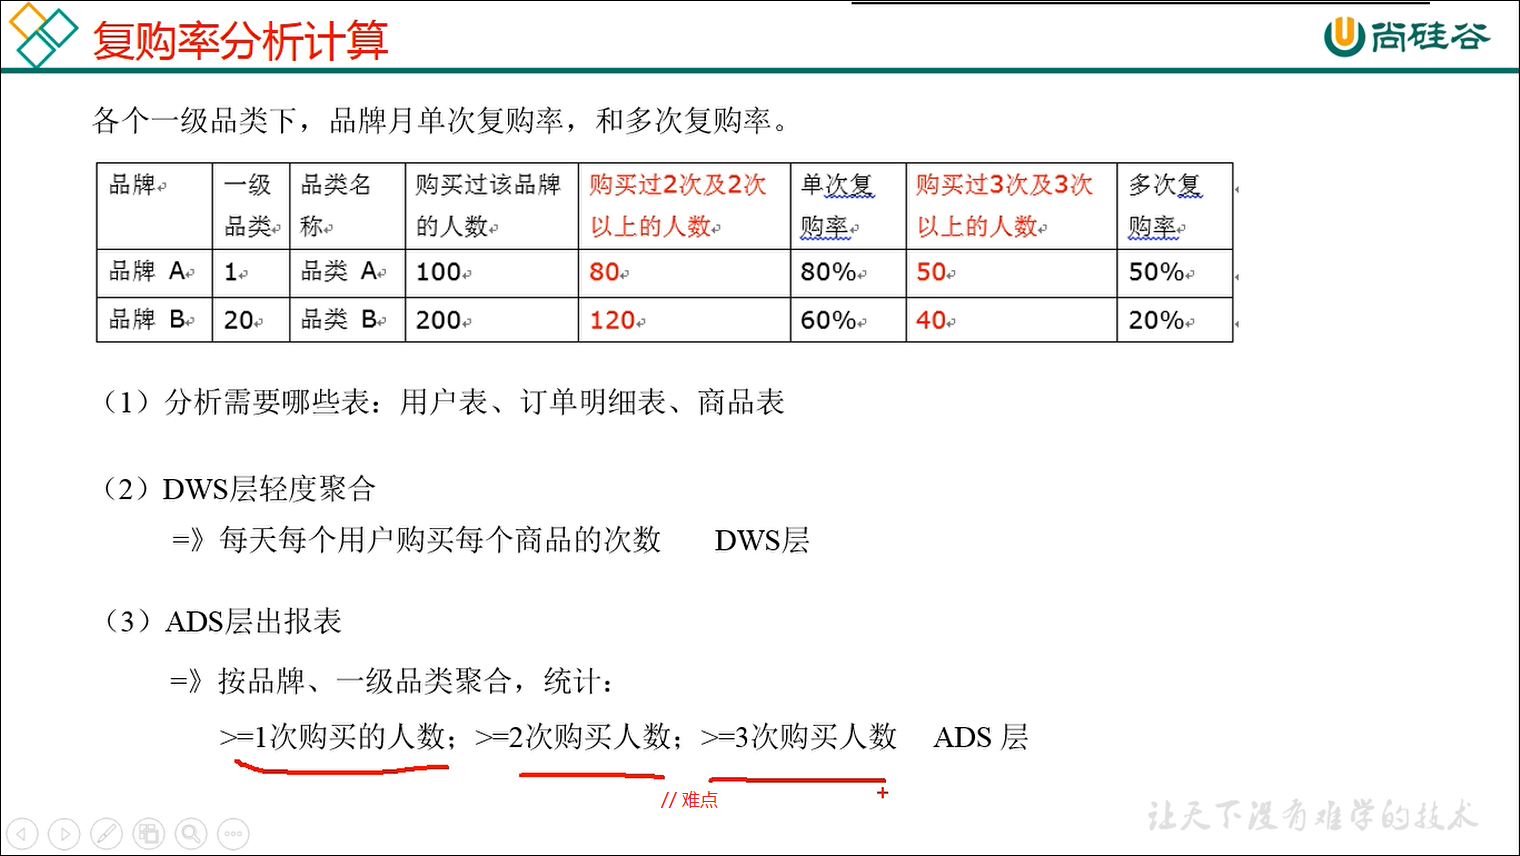 复购率分析计算
尚硅谷
各个一级品类下，品牌月单次复购率，和多次复购率。
品牌 一级品类 品类名称 购买过该品牌的人数 购买过2次及2次以上的人数 单次复购率 购买过3次及3次以上的人数 多次复购率
品牌 A 1 品类 A 100 80 80% 50 50%
品牌 B 20 品类 B 200 120 60% 40 20%
（1）分析需要哪些表：用户表、订单明细表、商品表
（2）DWS层轻度聚合
=》每天每个用户购买每个商品的次数 DWS层
（3）ADS层出报表
=》按品牌、一级品类聚合，统计：
>=1次购买的人数；>=2次购买人数；>=3次购买人数 ADS 层
// 难点
让天下没有难学的技术